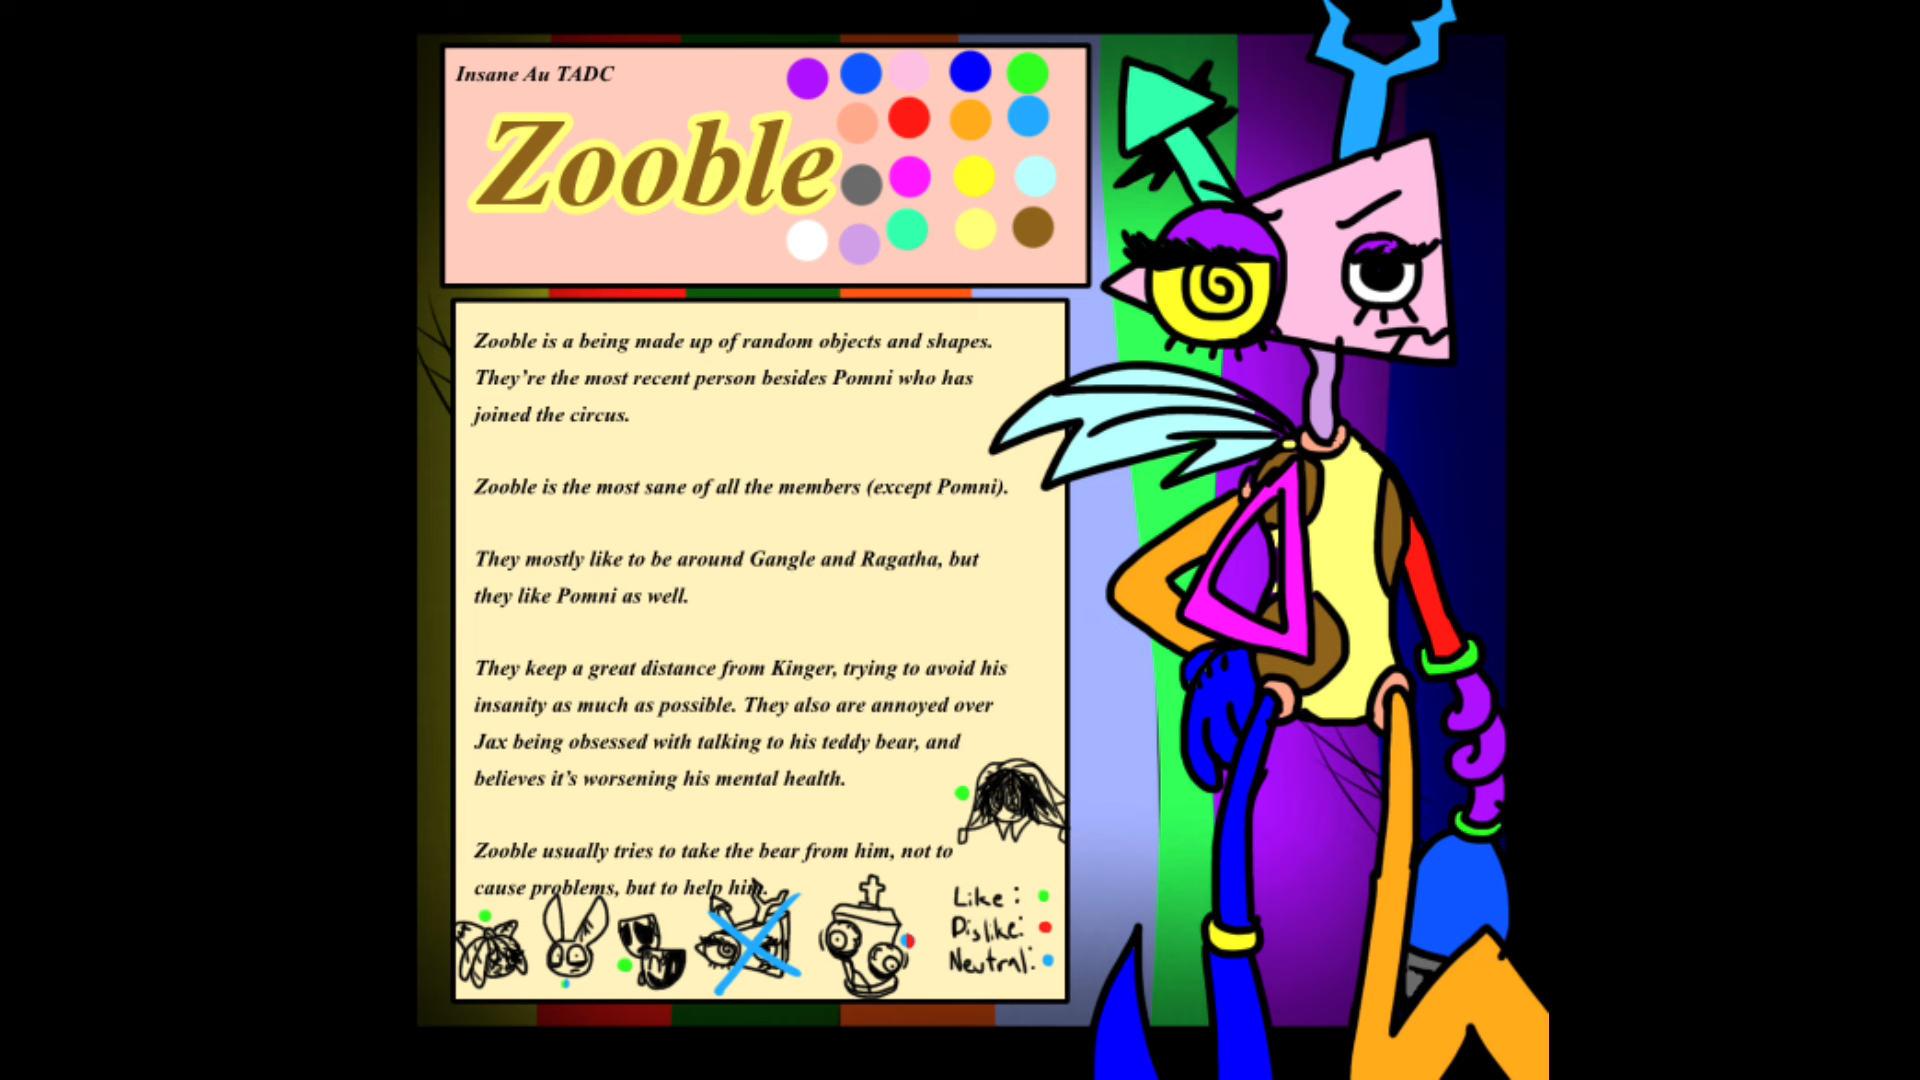 Insane Au TADC
Zooble
Zooble is a being made up of random objects and shapes.
They’re the most recent person besides Pomni who has
joined the circus.
Zooble is the most sane of all the members (except Pomni).
They mostly like to be around Gangle and Ragatha, but
they like Pomni as well.
They keep a great distance from Kinger, trying to avoid his
insanity as much as possible. They also are annoyed over
Jax being obsessed with talking to his teddy bear, and
believes it’s worsening his mental health.
Zooble usually tries to take the bear from him, not to
cause problems, but to help him.
Like:
Dislike:
Neutral: